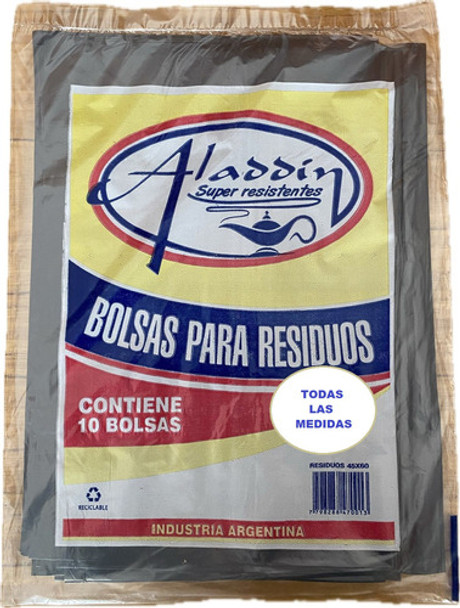 Aladdin
Super resistentes
BOLSAS PARA RESIDUOS
CONTIENE
10 BOLSAS
TODAS
LAS
MEDIDAS
RESIDUOS 45X60
RECICLABLE
INDUSTRIA ARGENTINA